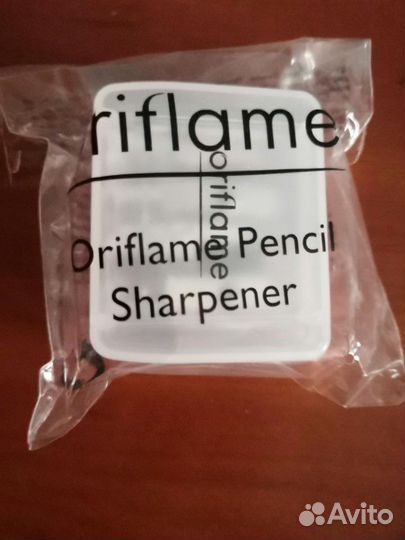 riflame
oriflame
Oriflame Pencil
Sharpener
Avito